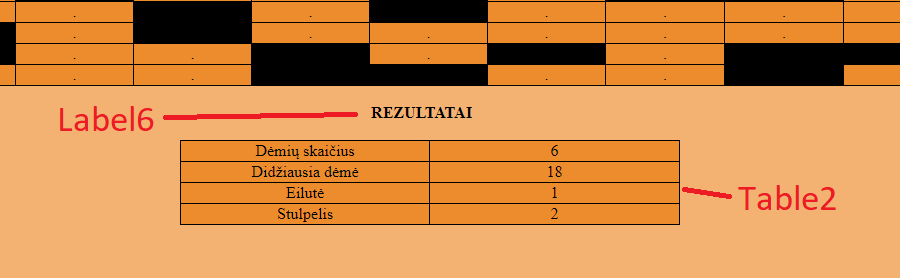 . . . . . .
. . . . . .
. . . .
. . . .
Label6 REZULTATAI
Dėmių skaičius 6
Didžiausia dėmė 18
Eilutė 1
Stulpelis 2
Table2